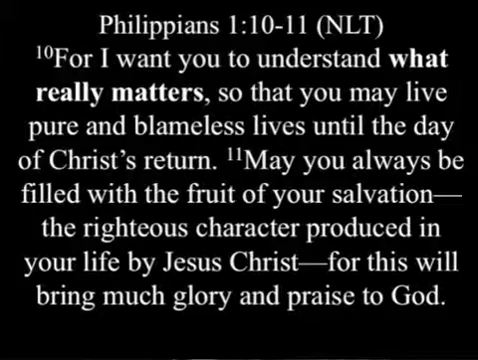 Philippians 1:10-11 (NLT)
¹⁰For I want you to understand what
really matters, so that you may live
pure and blameless lives until the day
of Christ’s return. ¹¹May you always be
filled with the fruit of your salvation—
the righteous character produced in
your life by Jesus Christ—for this will
bring much glory and praise to God.